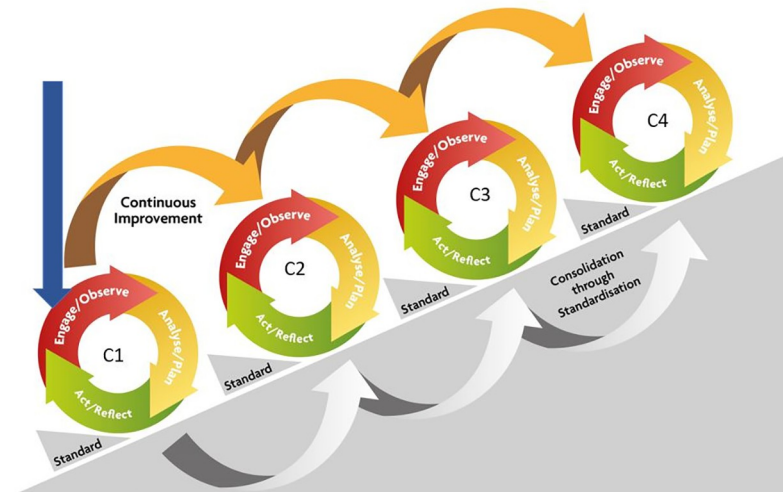 Continuous
Improvement
Engage/Observe
Analyse/Plan
Act/Reflect
C1
Standard
Engage/Observe
Analyse/Plan
Act/Reflect
C2
Standard
Engage/Observe
Analyse/Plan
Act/Reflect
C3
Standard
Engage/Observe
Analyse/Plan
Act/Reflect
C4
Standard
Consolidation
through
Standardisation